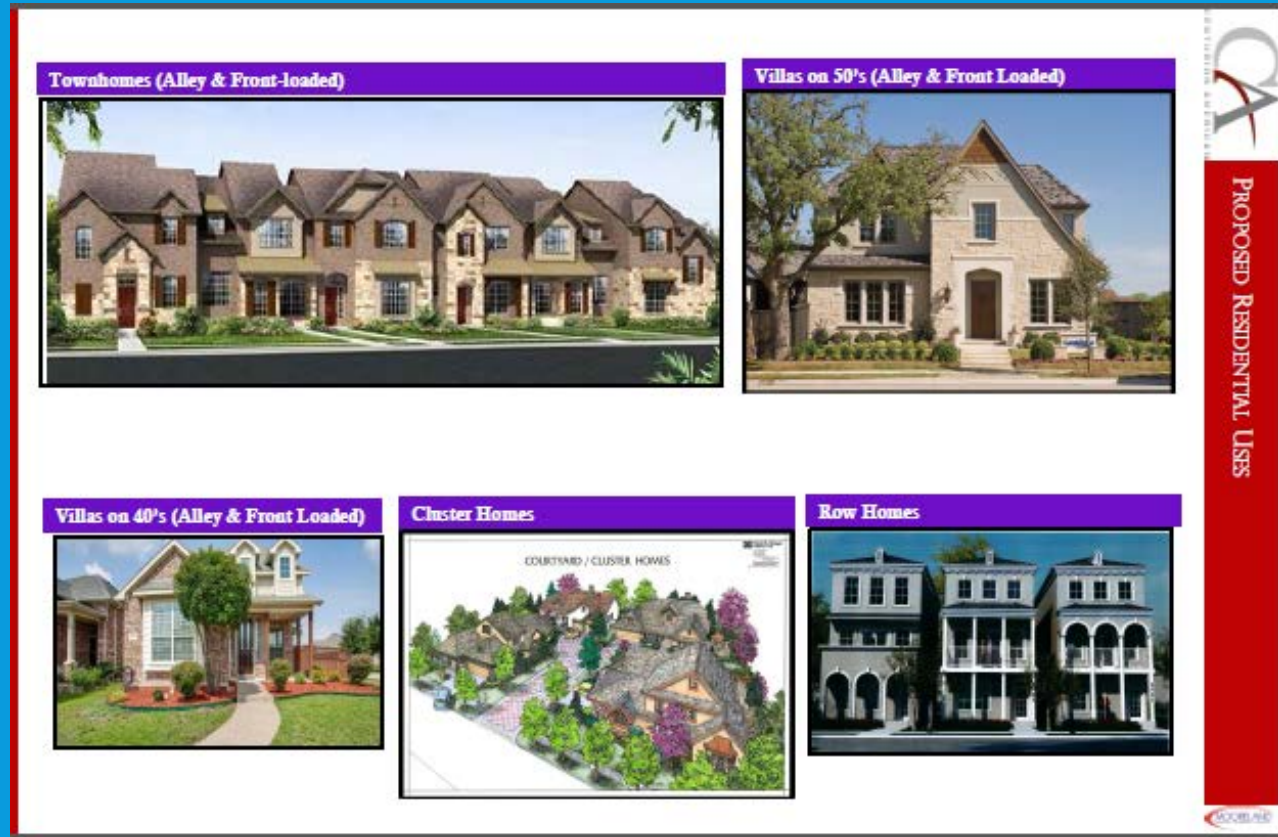 Townhomes (Alley & Front-loaded)
Villas on 50's (Alley & Front Loaded)
Villas on 40's (Alley & Front Loaded)
Cluster Homes
COURTYARD / CLUSTER HOMES
Row Homes
CA
PROPOSED RESIDENTIAL USES